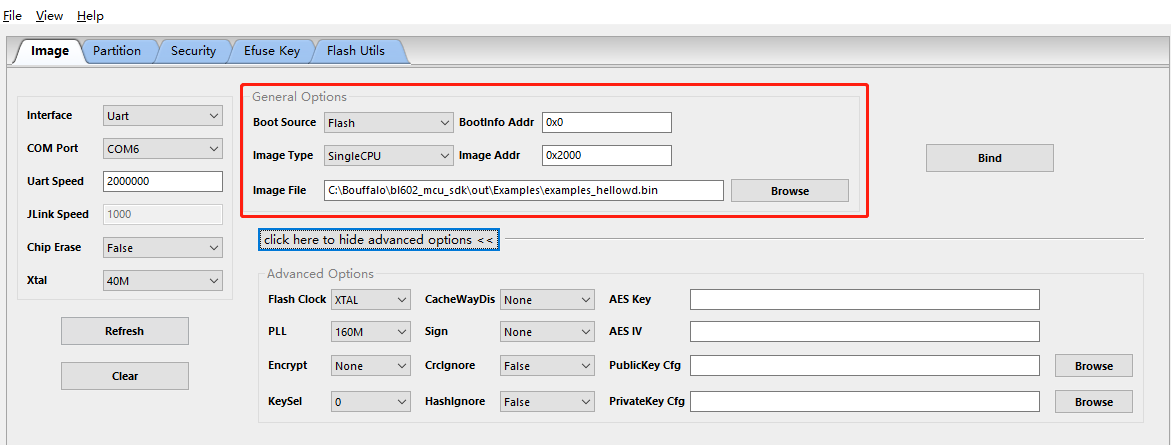 File View Help
Image Partition Security Efuse Key Flash Utils
Interface Uart
COM Port COM6
Uart Speed 2000000
JLink Speed 1000
Chip Erase False
Xtal 40M
Refresh
Clear
General Options
Boot Source Flash BootInfo Addr 0x0
Image Type SingleCPU Image Addr 0x2000
Image File C:\Bouffalo\bl602_mcu_sdk\out\Examples\examples_hellowd.bin Browse
Bind
click here to hide advanced options <<
Advanced Options
Flash Clock XTAL CacheWayDis None AES Key
PLL 160M Sign None AES IV
Encrypt None CrcIgnore False PublicKey Cfg Browse
KeySel 0 HashIgnore False PrivateKey Cfg Browse